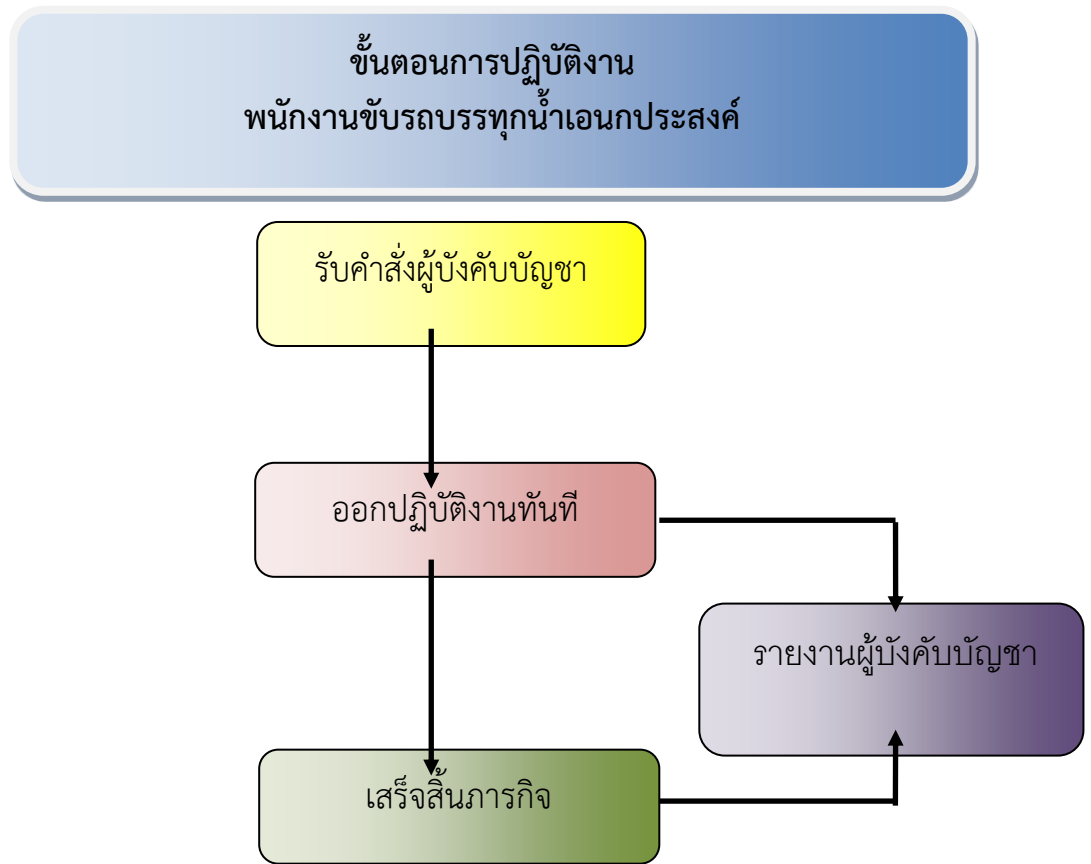 ขั้นตอนการปฏิบัติงาน
พนักงานขับรถบรรทุกน้ำเอนกประสงค์
รับคำสั่งผู้บังคับบัญชา
ออกปฏิบัติงานทันที
รายงานผู้บังคับบัญชา
เสร็จสิ้นภารกิจ